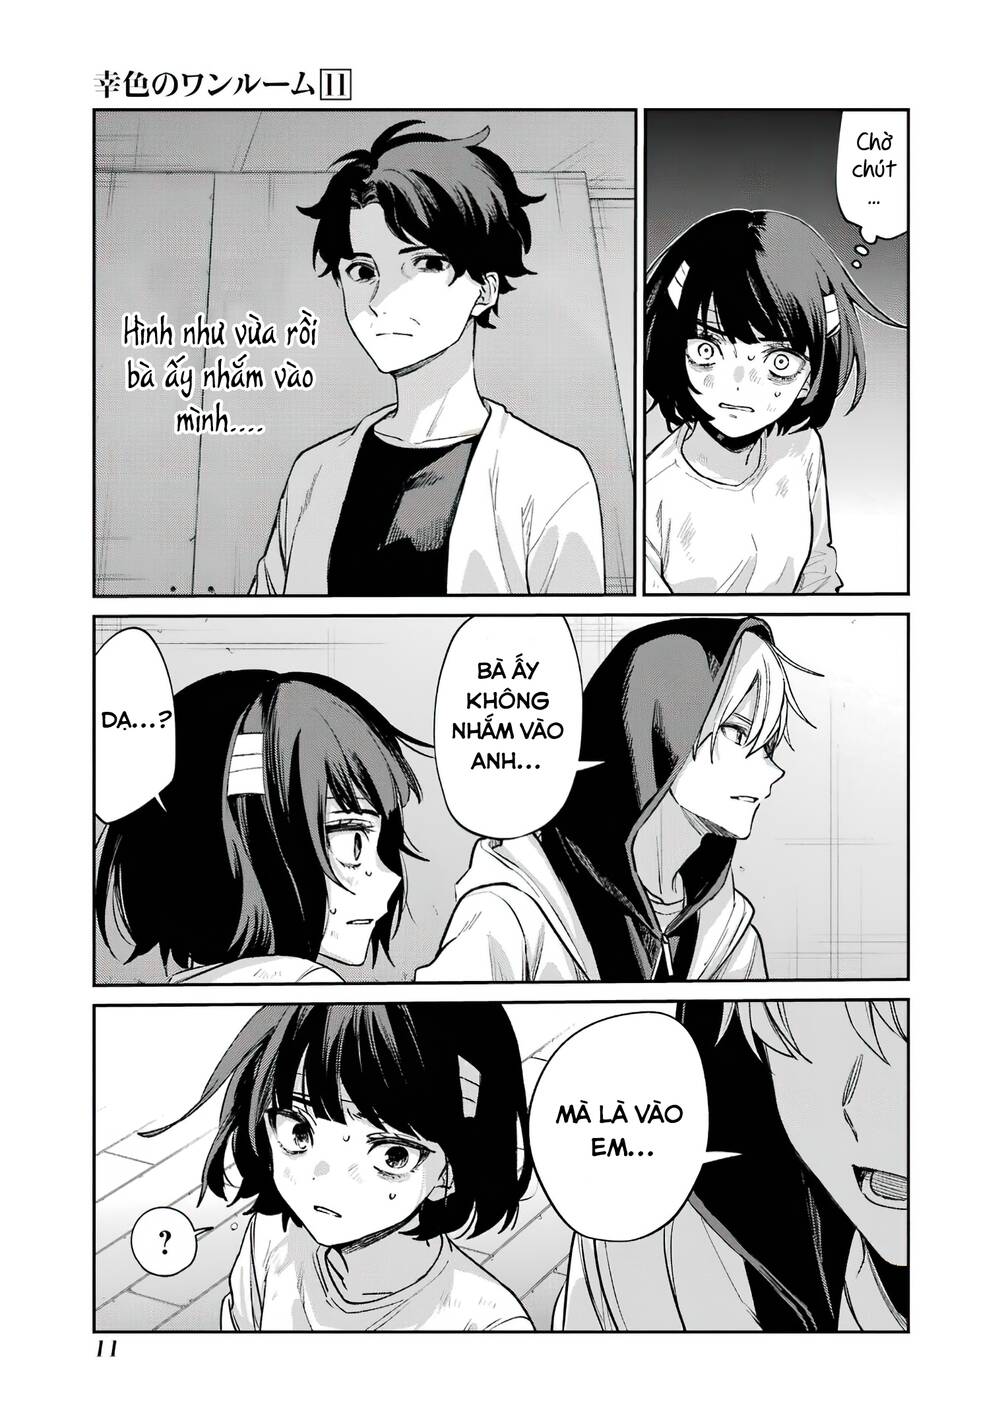 幸色のワンルーム 11
Chờ
chút
...
Hình như vừa rồi
bà ấy nhắm vào
mình....
BÀ ẤY
KHÔNG
NHẮM VÀO
ANH...
DẠ...?
MÀ LÀ VÀO
EM...
?
11